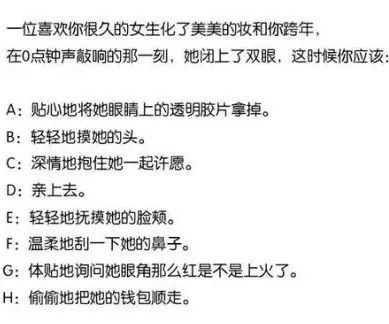 一位喜欢你很久的女生化了美美的妆和你跨年，
在0点钟声敲响的那一刻，她闭上了双眼，这时候你应该：
A：贴心地将她眼睛上的透明胶片拿掉。
B：轻轻地摸她的头。
C：深情地抱住她一起许愿。
D：亲上去。
E：轻轻地抚摸她的脸颊。
F：温柔地刮一下她的鼻子。
G：体贴地询问她眼角那么红是不是上火了。
H：偷偷地把她的钱包顺走。